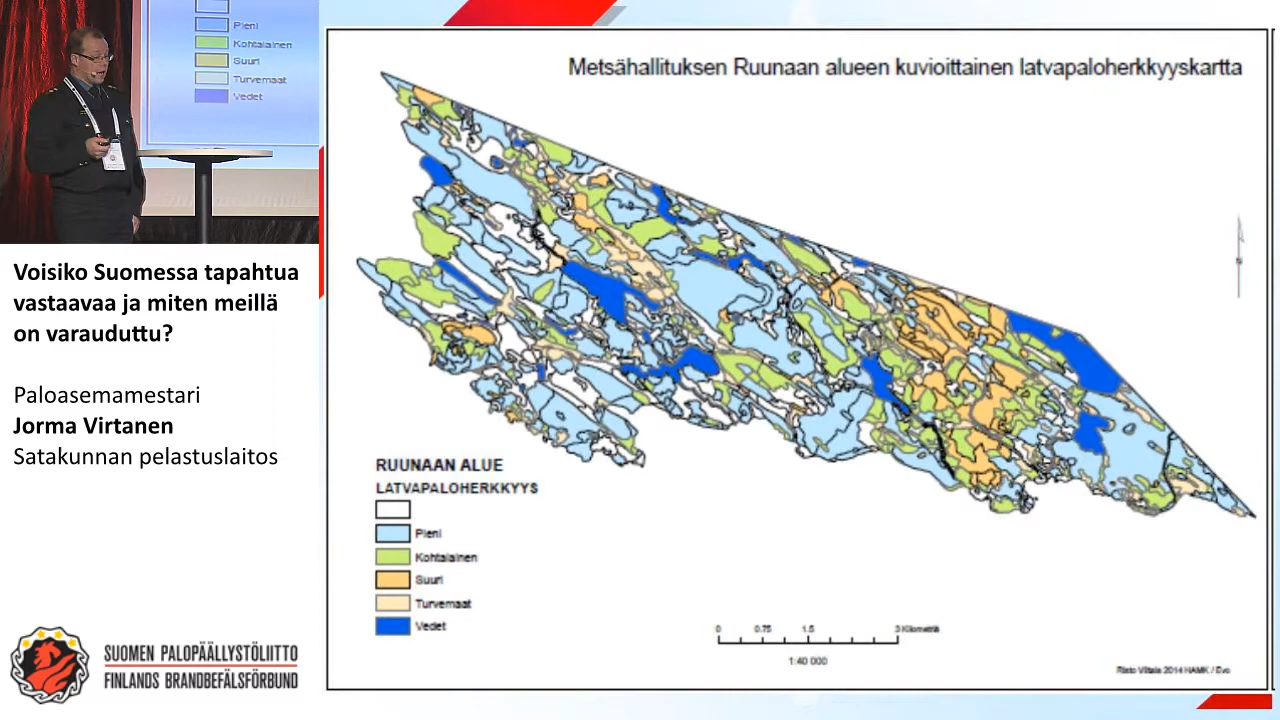 Pieni
Kohtalainen
Suuri
Turvemaat
Vedet
Voisiko Suomessa tapahtua
vastaavaa ja miten meillä
on varauduttu?
Paloasemamestari
Jorma Virtanen
Satakunnan pelastuslaitos
SUOMEN PALOPÄÄLLYSTÖLIITTO
FINLANDS BRANDBEFÄLSFÖRBUND
Metsähallituksen Ruunaan alueen kuvioittainen latvapaloherkkyyskartta
RUUNAAN ALUE
LATVAPALOHERKKYYS
Pieni
Kohtalainen
Suuri
Turvemaat
Vedet
0 0.75 1.5 3 Kilometriä
1:40 000
Risto Viitala 2014 HAMK / Evo